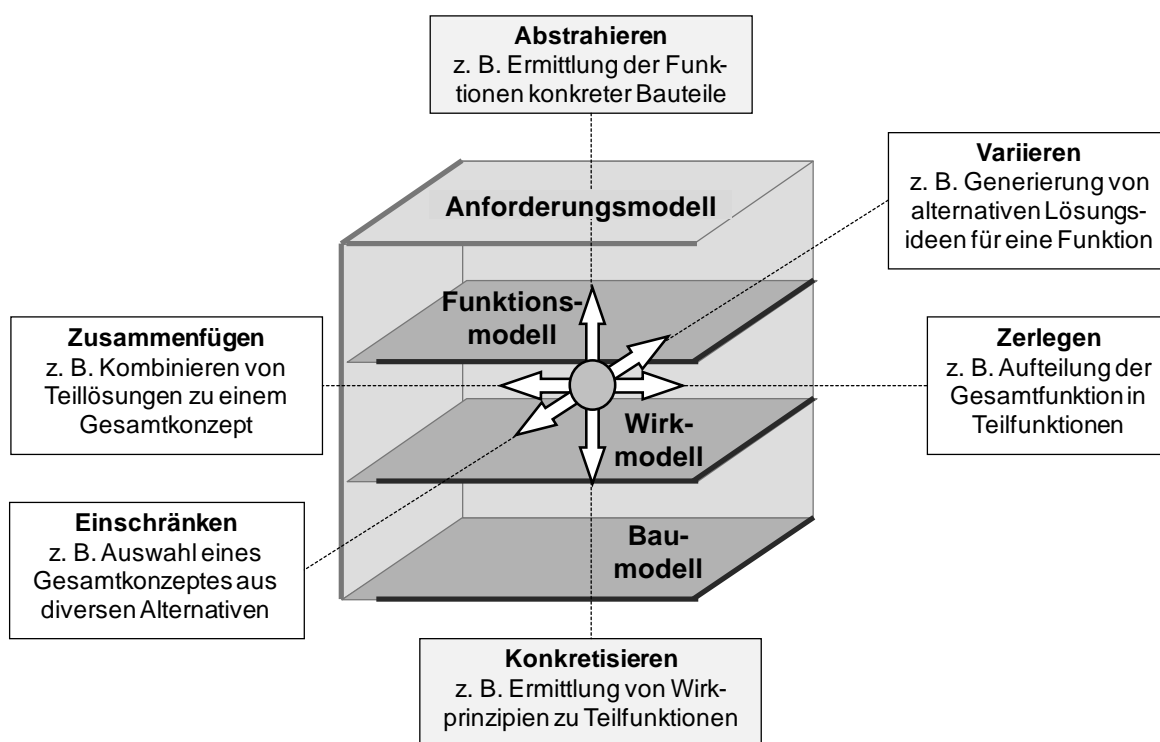 Abstrahieren
z. B. Ermittlung der Funk-
tionen konkreter Bauteile
Variieren
z. B. Generierung von
alternativen Lösungs-
ideen für eine Funktion
Anforderungsmodell
Funktions-
modell
Zusammenfügen
z. B. Kombinieren von
Teillösungen zu einem
Gesamtkonzept
Zerlegen
z. B. Aufteilung der
Gesamtfunktion in
Teilfunktionen
Wirk-
modell
Einschränken
z. B. Auswahl eines
Gesamtkonzeptes aus
diversen Alternativen
Bau-
modell
Konkretisieren
z. B. Ermittlung von Wirk-
prinzipien zu Teilfunktionen